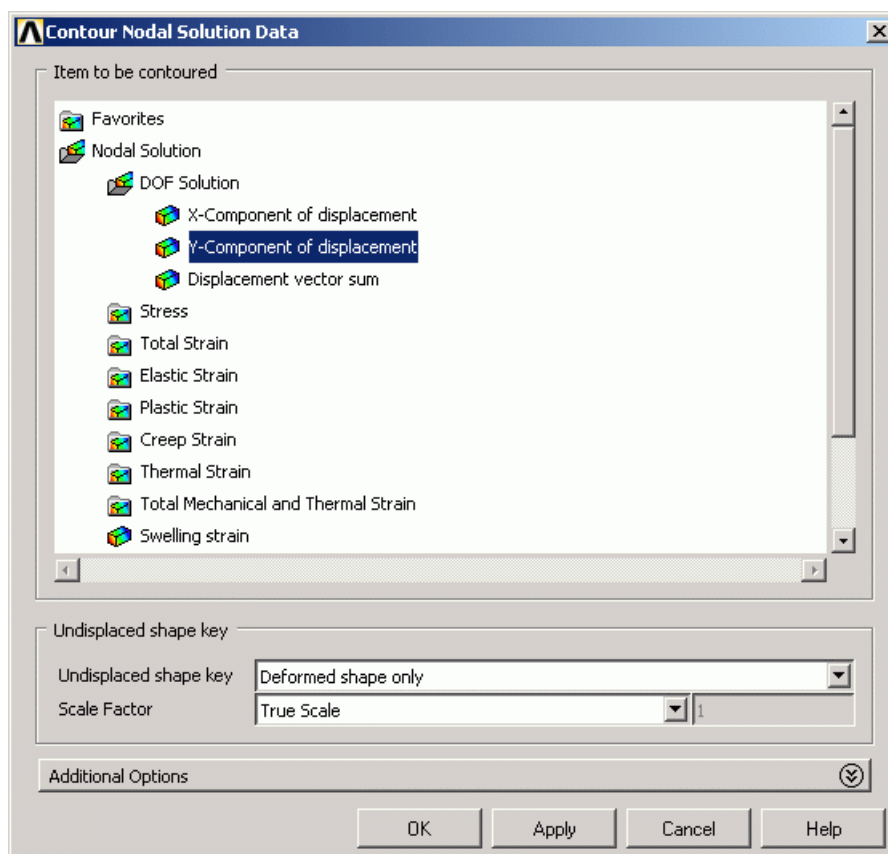 Contour Nodal Solution Data
Item to be contoured
Favorites
Nodal Solution
DOF Solution
X-Component of displacement
Y-Component of displacement
Displacement vector sum
Stress
Total Strain
Elastic Strain
Plastic Strain
Creep Strain
Thermal Strain
Total Mechanical and Thermal Strain
Swelling strain
Undisplaced shape key
Undisplaced shape key Deformed shape only
Scale Factor True Scale 1
Additional Options
OK Apply Cancel Help